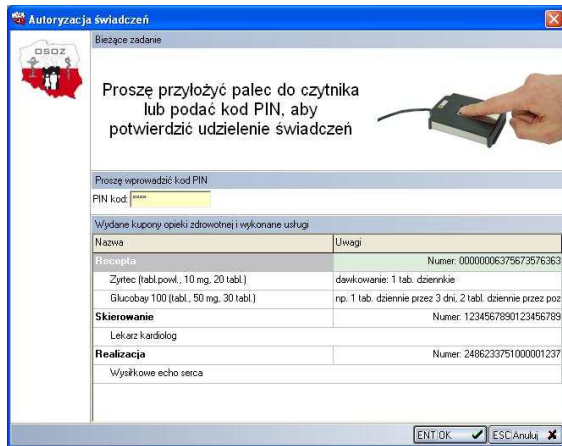 Autoryzacja świadczeń
OSOZ
Bieżące zadanie
Proszę przyłożyć palec do czytnika
lub podać kod PIN, aby
potwierdzić udzielenie świadczeń
Proszę wprowadzić kod PIN
PIN kod: ****
Wydane kupony opieki zdrowotnej i wykonane usługi
Nazwa Uwagi
Recepta Numer: 00000006375673576363
Zyrtec (tabl.powl., 10 mg, 20 tabl.) dawkowanie: 1 tab. dziennkie
Glucobay 100 (tabl., 50 mg, 30 tabl.) np. 1 tab. dziennie przez 3 dni, 2 tabl. dziennie przez poz
Skierowanie Numer: 1234567890123456789
Lekarz kardiolog
Realizacja Numer: 2486233751000001237
Wysiłkowe echo serca
ENT OK ESC Anuluj